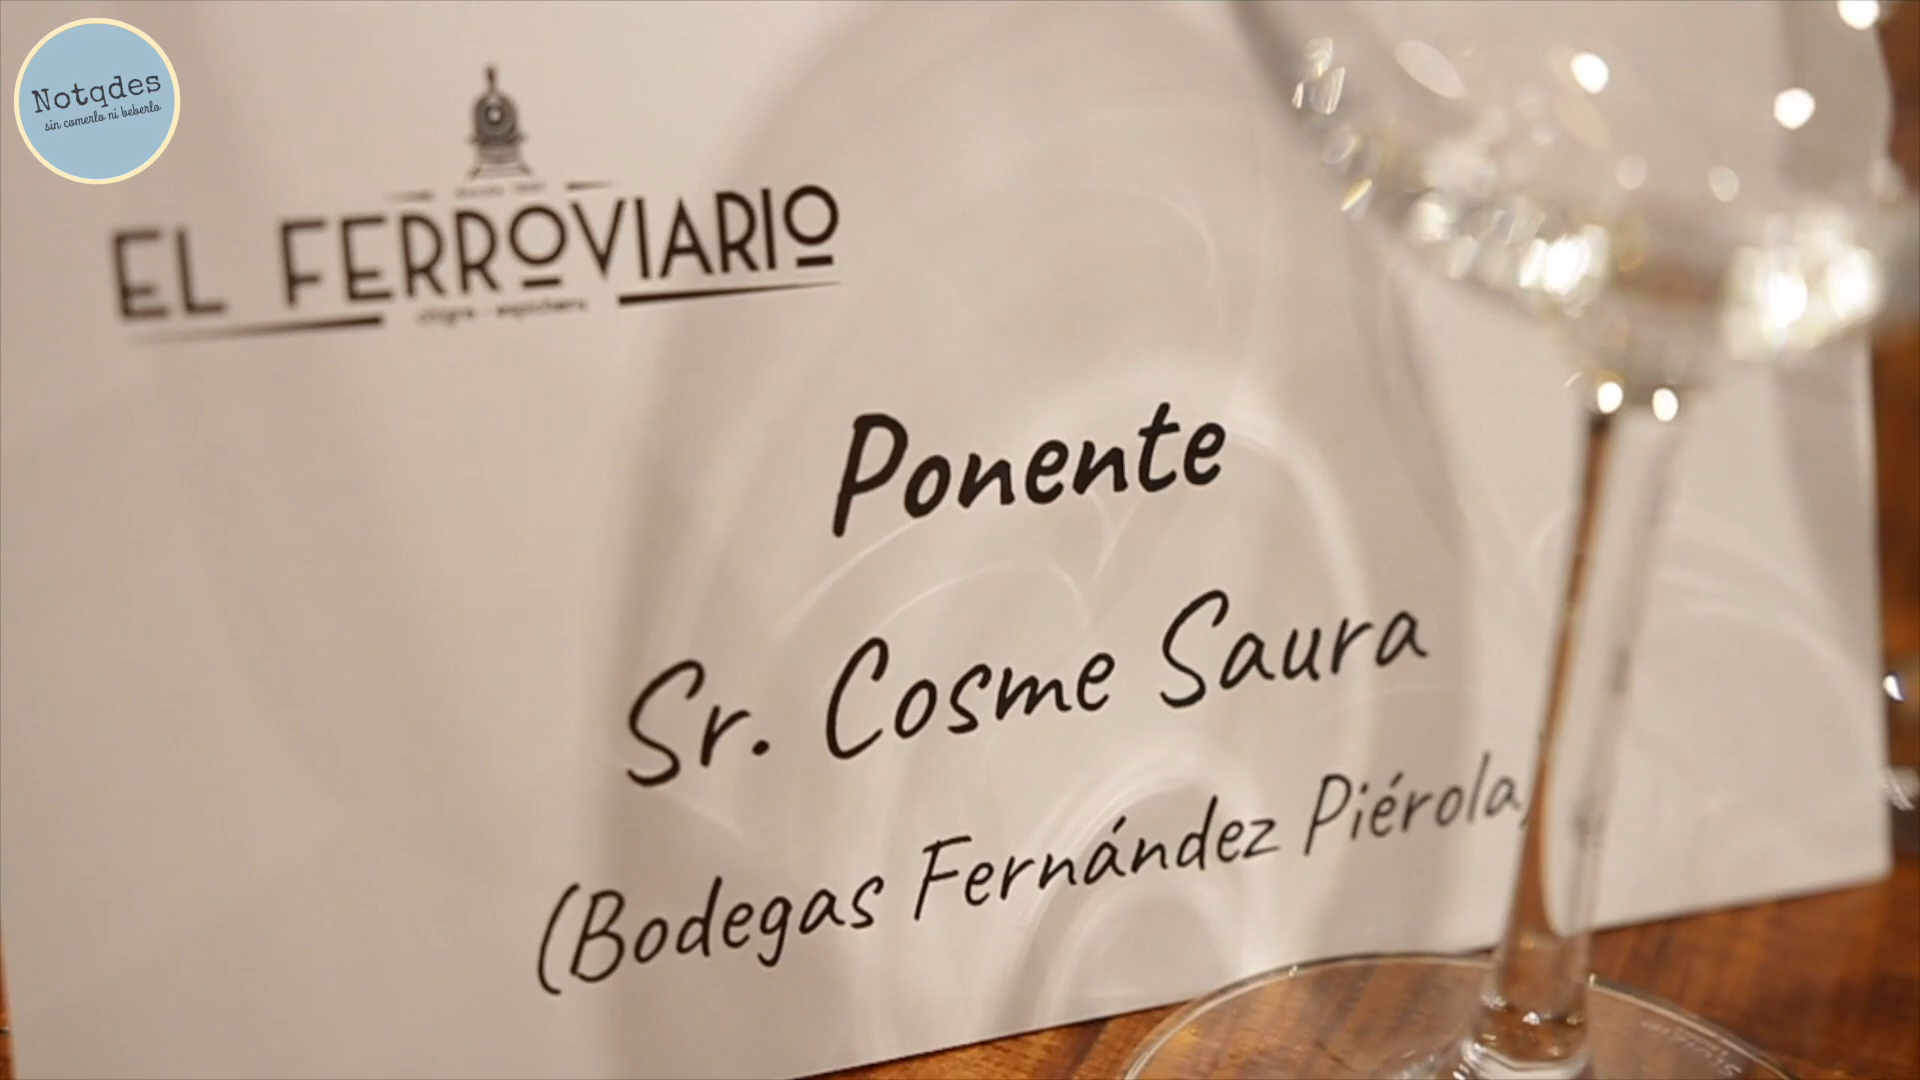 Notqdes
sin comerlo ni beberlo
EL FERROVIARIO
Ponente
Sr. Cosme Saura
(Bodegas Fernández Piérola)